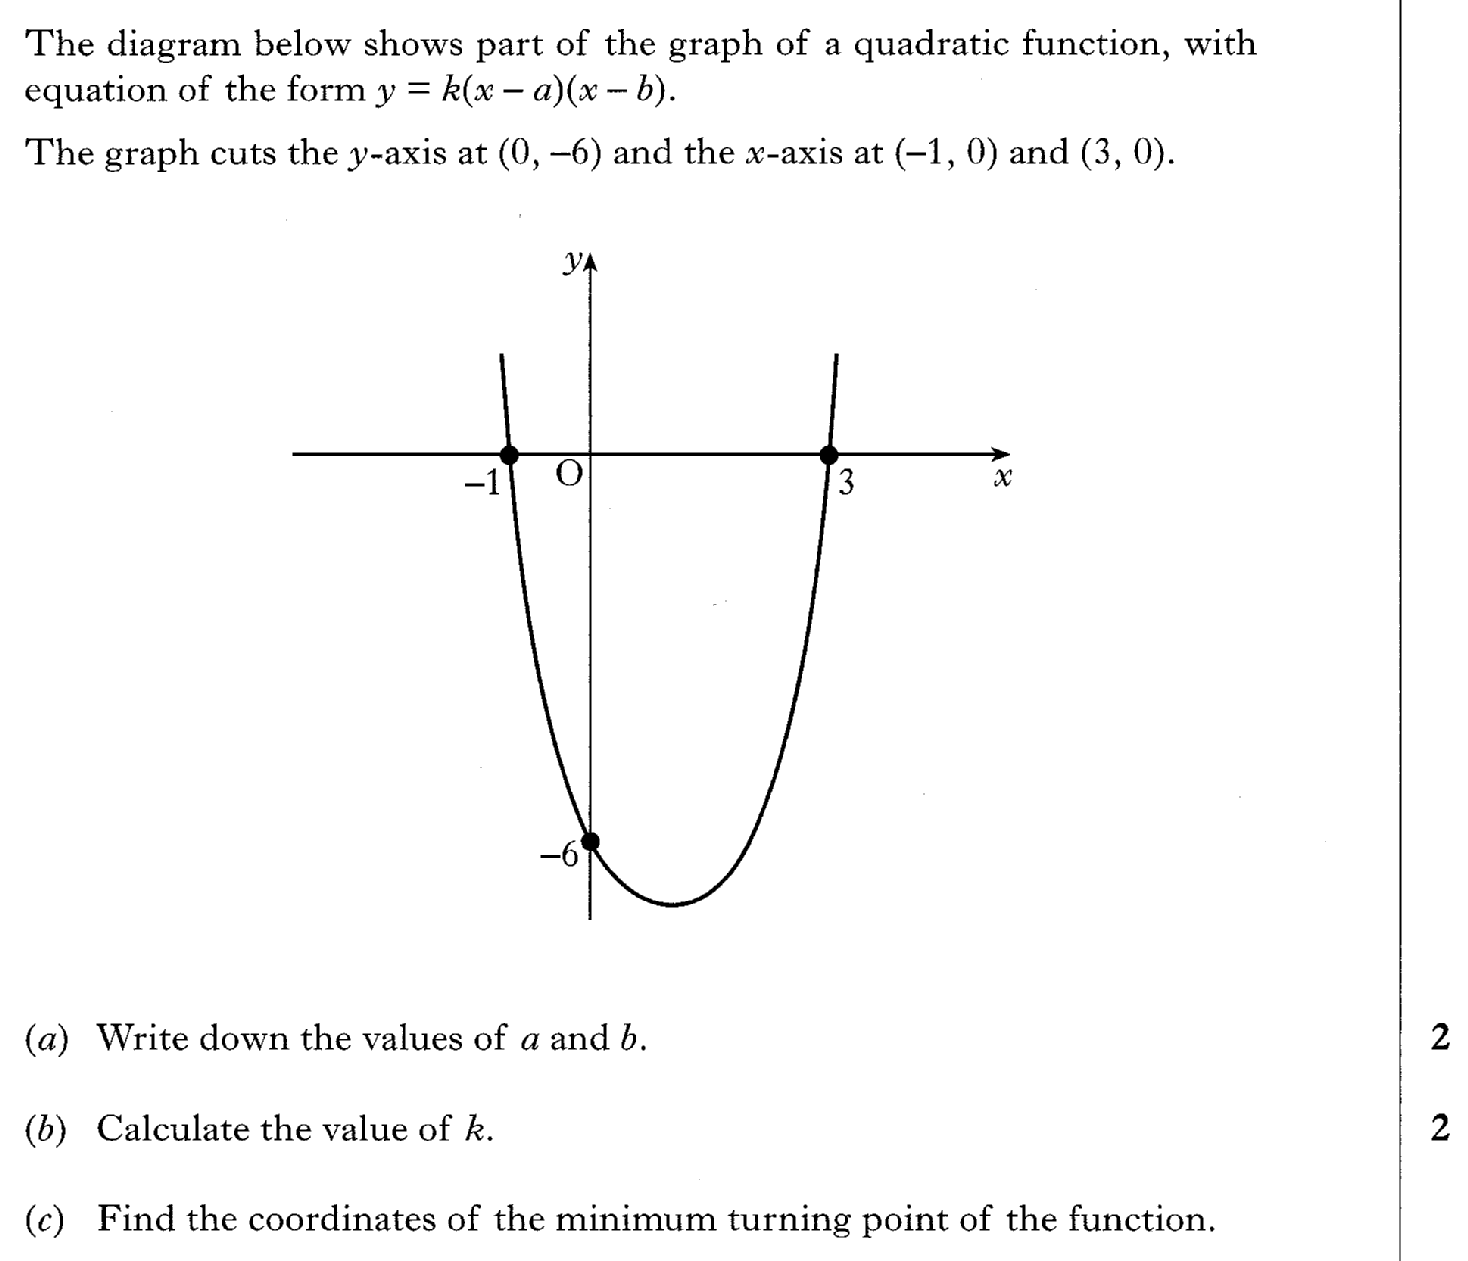 The diagram below shows part of the graph of a quadratic function, with
equation of the form y = k(x – a)(x – b).
The graph cuts the y-axis at (0, –6) and the x-axis at (–1, 0) and (3, 0).
y
–1
O
3
x
–6
(a) Write down the values of a and b. 2
(b) Calculate the value of k. 2
(c) Find the coordinates of the minimum turning point of the function.